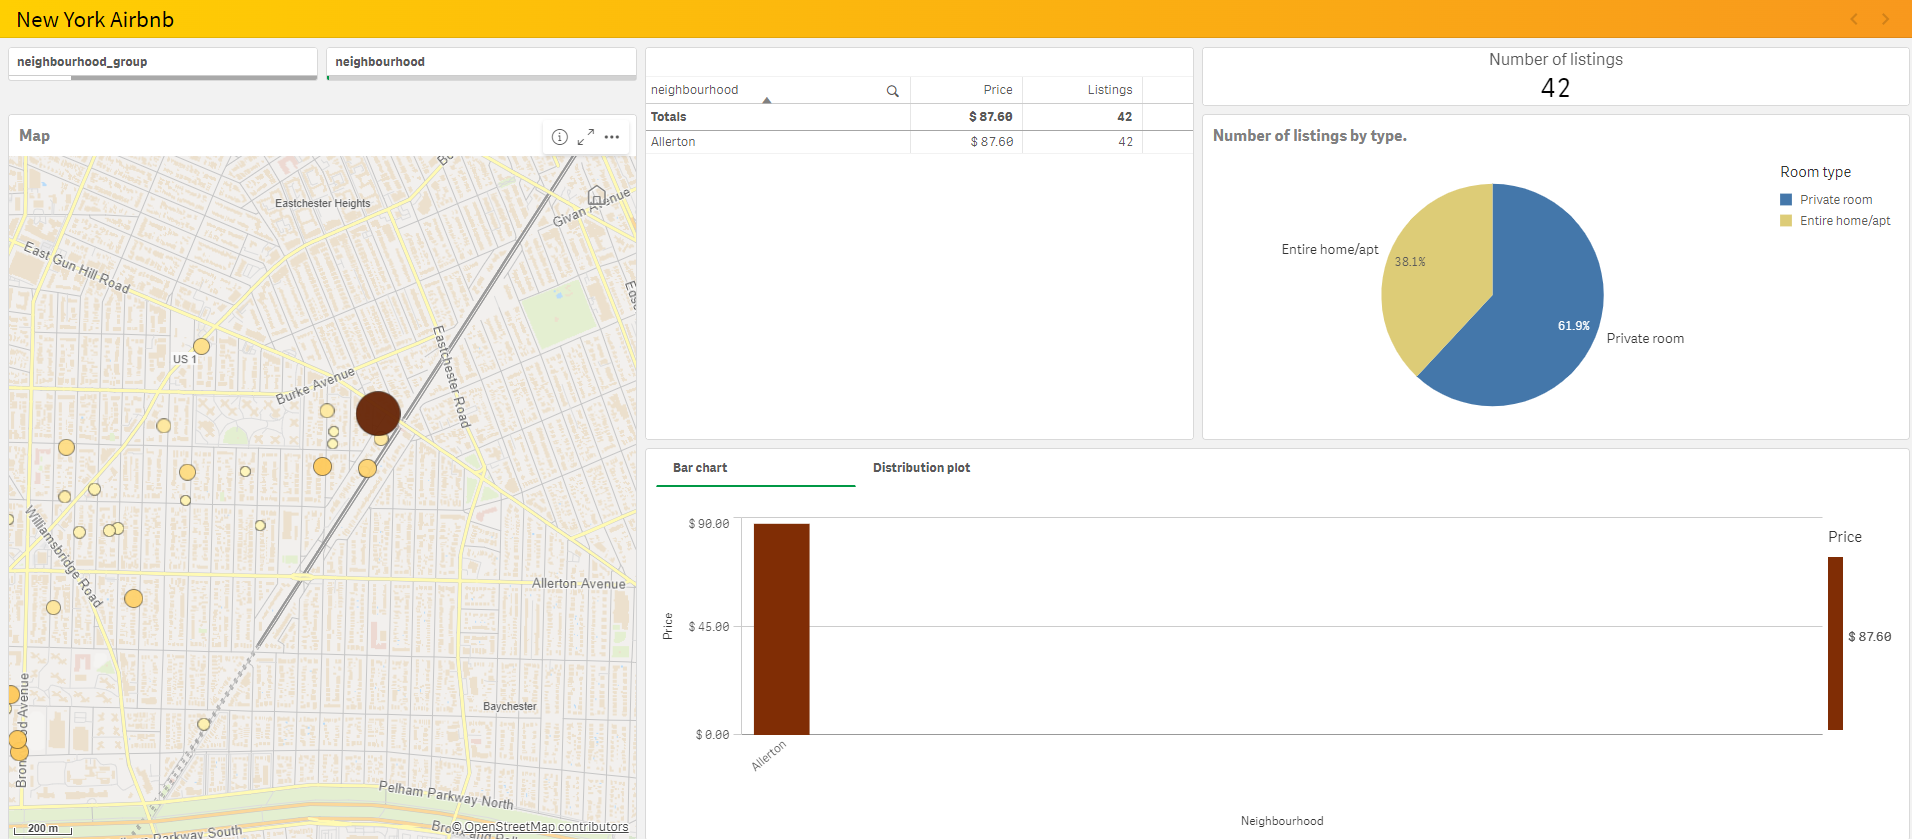 New York Airbnb
neighbourhood_group
neighbourhood
Map
Eastchester Heights
Givan Avenue
East Gun Hill Road
US 1
Burke Avenue
Eastchester Road
Williamsbridge Road
Allerton Avenue
Baychester
Pelham Parkway North
Parkway South
200 m
© OpenStreetMap contributors
neighbourhood Price Listings
Totals $ 87.60 42
Allerton $ 87.60 42
Number of listings
42
Number of listings by type.
Room type
Private room
Entire home/apt
Entire home/apt
38.1%
61.9%
Private room
Bar chart Distribution plot
$ 90.00
$ 45.00
$ 0.00
Price
Allerton
Neighbourhood
Price
$ 87.60